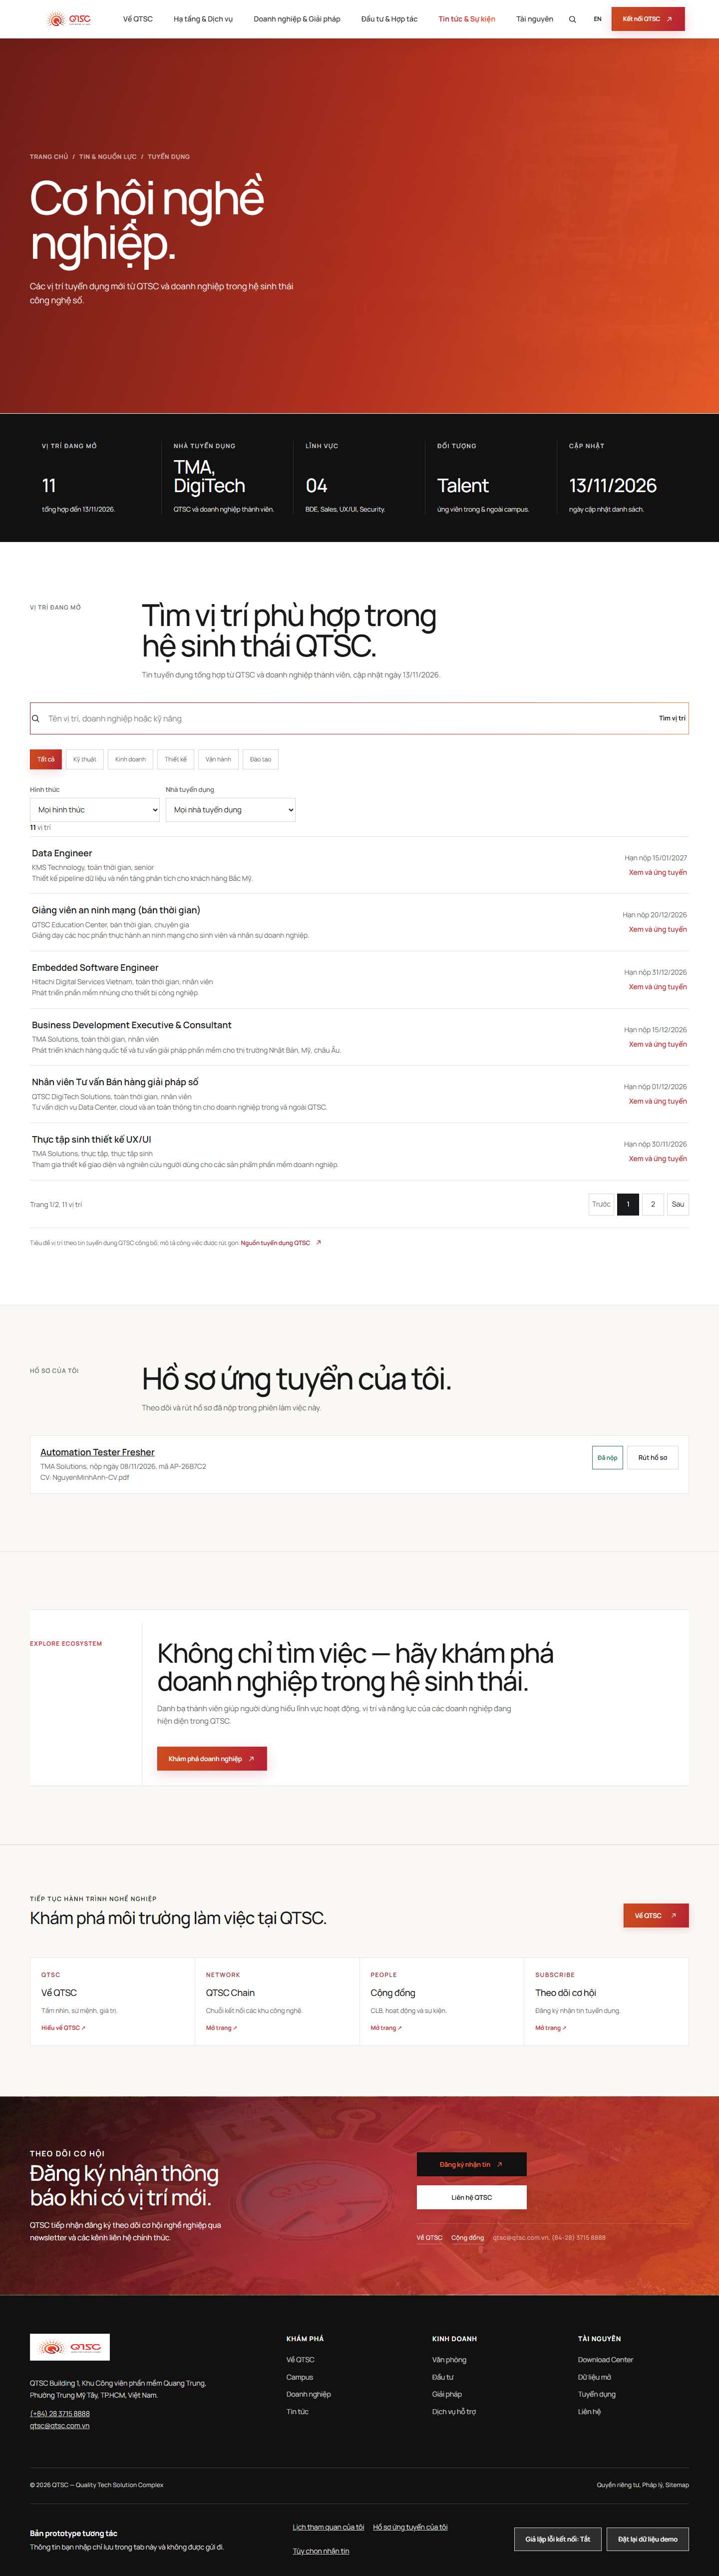 QTSC
Về QTSC
Hạ tầng & Dịch vụ
Doanh nghiệp & Giải pháp
Đầu tư & Hợp tác
Tin tức & Sự kiện
Tài nguyên
EN
Kết nối QTSC ↗
TRANG CHỦ / TIN & NGUỒN LỰC / TUYỂN DỤNG
Cơ hội nghề
nghiệp.
Các vị trí tuyển dụng mới từ QTSC và doanh nghiệp trong hệ sinh thái
công nghệ số.
VỊ TRÍ ĐANG MỞ
11
tổng hợp đến 13/11/2026.
NHÀ TUYỂN DỤNG
TMA,
DigiTech
QTSC và doanh nghiệp thành viên.
LĨNH VỰC
04
BDE, Sales, UX/UI, Security.
ĐỐI TƯỢNG
Talent
ứng viên trong & ngoài campus.
CẬP NHẬT
13/11/2026
ngày cập nhật danh sách.
VỊ TRÍ ĐANG MỞ
Tìm vị trí phù hợp trong
hệ sinh thái QTSC.
Tin tuyển dụng tổng hợp từ QTSC và doanh nghiệp thành viên, cập nhật ngày 13/11/2026.
Tên vị trí, doanh nghiệp hoặc kỹ năng
Tìm vị trí
Tất cả
Kỹ thuật
Kinh doanh
Thiết kế
Vận hành
Đào tạo
Hình thức
Mọi hình thức
Nhà tuyển dụng
Mọi nhà tuyển dụng
11 vị trí
Data Engineer
KMS Technology, toàn thời gian, senior
Thiết kế pipeline dữ liệu và nền tảng phân tích cho khách hàng Bắc Mỹ.
Hạn nộp 15/01/2027
Xem và ứng tuyển
Giảng viên an ninh mạng (bán thời gian)
QTSC Education Center, bán thời gian, chuyên gia
Giảng dạy các học phần thực hành an ninh mạng cho sinh viên và nhân sự doanh nghiệp.
Hạn nộp 20/12/2026
Xem và ứng tuyển
Embedded Software Engineer
Hitachi Digital Services Vietnam, toàn thời gian, nhân viên
Phát triển phần mềm nhúng cho thiết bị công nghiệp.
Hạn nộp 31/12/2026
Xem và ứng tuyển
Business Development Executive & Consultant
TMA Solutions, toàn thời gian, nhân viên
Phát triển khách hàng quốc tế và tư vấn giải pháp phần mềm cho thị trường Nhật Bản, Mỹ, châu Âu.
Hạn nộp 15/12/2026
Xem và ứng tuyển
Nhân viên Tư vấn Bán hàng giải pháp số
QTSC DigiTech Solutions, toàn thời gian, nhân viên
Tư vấn dịch vụ Data Center, cloud và an toàn thông tin cho doanh nghiệp trong và ngoài QTSC.
Hạn nộp 01/12/2026
Xem và ứng tuyển
Thực tập sinh thiết kế UX/UI
TMA Solutions, thực tập, thực tập sinh
Tham gia thiết kế giao diện và nghiên cứu người dùng cho các sản phẩm phần mềm doanh nghiệp.
Hạn nộp 30/11/2026
Xem và ứng tuyển
Trang 1/2, 11 vị trí
Trước
1
2
Sau
Tiêu đề vị trí theo tin tuyển dụng QTSC công bố; mô tả công việc được rút gọn. Nguồn tuyển dụng QTSC ↗
HỒ SƠ CỦA TÔI
Hồ sơ ứng tuyển của tôi.
Theo dõi và rút hồ sơ đã nộp trong phiên làm việc này.
Automation Tester Fresher
TMA Solutions, nộp ngày 08/11/2026, mã AP-26B7C2
CV: NguyenMinhAnh-CV.pdf
Đã nộp
Rút hồ sơ
EXPLORE ECOSYSTEM
Không chỉ tìm việc — hãy khám phá
doanh nghiệp trong hệ sinh thái.
Danh bạ thành viên giúp người dùng hiểu lĩnh vực hoạt động, vị trí và năng lực của các doanh nghiệp đang
hiện diện trong QTSC.
Khám phá doanh nghiệp ↗
TIẾP TỤC HÀNH TRÌNH NGHỀ NGHIỆP
Khám phá môi trường làm việc tại QTSC.
Về QTSC ↗
QTSC
Về QTSC
Tầm nhìn, sứ mệnh, giá trị.
Hiểu về QTSC ↗
NETWORK
QTSC Chain
Chuỗi kết nối các khu công nghệ.
Mở trang ↗
PEOPLE
Cộng đồng
CLB, hoạt động và sự kiện.
Mở trang ↗
SUBSCRIBE
Theo dõi cơ hội
Đăng ký nhận tin tuyển dụng.
Mở trang ↗
THEO DÕI CƠ HỘI
Đăng ký nhận thông
báo khi có vị trí mới.
QTSC tiếp nhận đăng ký theo dõi cơ hội nghề nghiệp qua
newsletter và các kênh liên hệ chính thức.
Đăng ký nhận tin ↗
Liên hệ QTSC
Về QTSC
Cộng đồng
qtsc@qtsc.com.vn, (84-28) 3715 8888
QTSC
QTSC Building 1, Khu Công viên phần mềm Quang Trung,
Phường Trung Mỹ Tây, TP.HCM, Việt Nam.
(+84) 28 3715 8888
qtsc@qtsc.com.vn
KHÁM PHÁ
Về QTSC
Campus
Doanh nghiệp
Tin tức
KINH DOANH
Văn phòng
Đầu tư
Giải pháp
Dịch vụ hỗ trợ
TÀI NGUYÊN
Download Center
Dữ liệu mở
Tuyển dụng
Liên hệ
© 2026 QTSC — Quality Tech Solution Complex
Quyền riêng tư, Pháp lý, Sitemap
Bản prototype tương tác
Thông tin bạn nhập chỉ lưu trong tab này và không được gửi đi.
Lịch tham quan của tôi
Hồ sơ ứng tuyển của tôi
Tùy chọn nhận tin
Giả lập lỗi kết nối: Tắt
Đặt lại dữ liệu demo